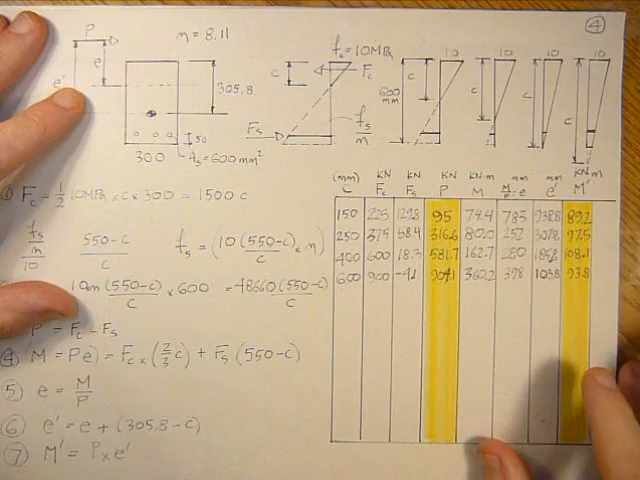 4
P
n = 8.11
e
e'
305.8
50
300
As = 600 mm²
fc = 10MPa
Fc
c
fs/n
Fs
600 mm
10 10 10 10
c c c c
① Fc = 1/2 10MPa × c × 300 = 1500 c
fs/n / 10 550-c / c fs = (10(550-c)/c × n)
10n(550-c)/c × 600 = 48660(550-c)/c
P = Fc - Fs
④ (M = Pe) = Fc × (2/3 c) + Fs (550-c)
⑤ e = M/P
⑥ e' = e + (305.8 - c)
⑦ M' = P × e'
(mm) KN KN KN KN·m mm mm KN·m
C Fc Fs P M M/P=e e' M'
150 225 129.8 95 74.4 783 938.8 89.2
250 375 58.4 316.6 80.0 252 307.8 97.5
400 600 18.3 581.7 162.7 280 185.8 108.1
600 900 -4.1 904.1 360.2 398 103.8 93.8